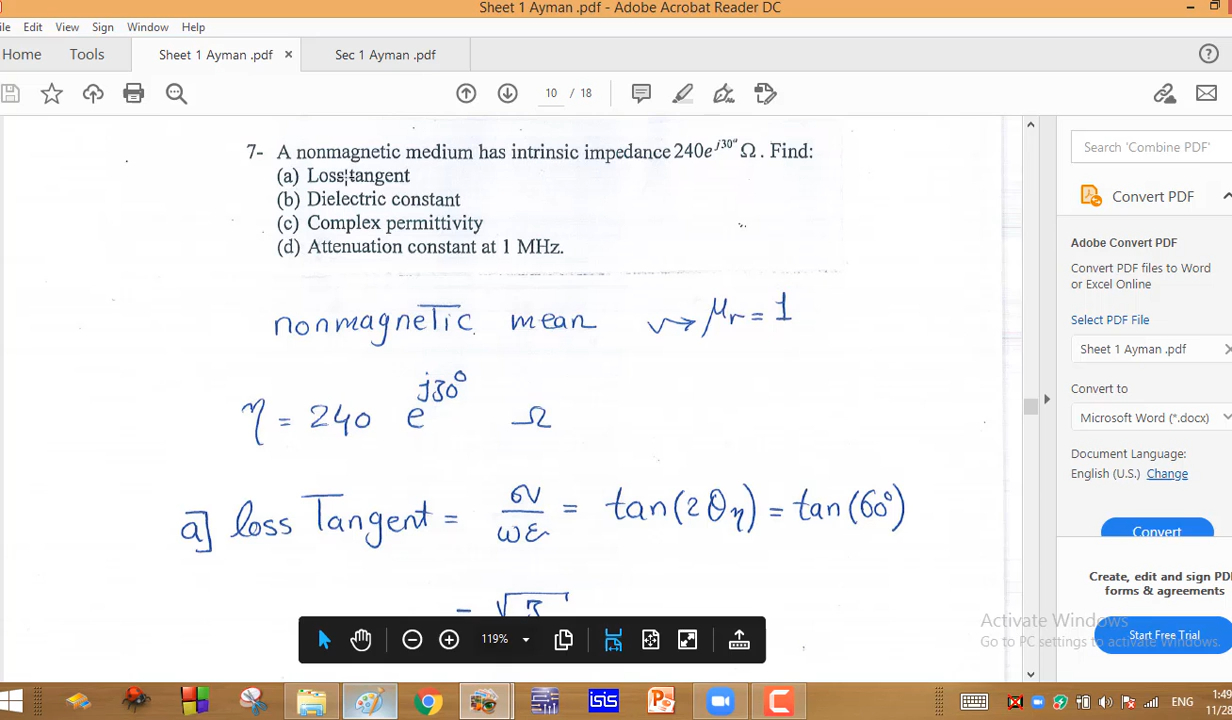 Sheet 1 Ayman .pdf - Adobe Acrobat Reader DC
ile Edit View Sign Window Help
Home Tools Sheet 1 Ayman .pdf × Sec 1 Ayman .pdf
10 / 18
7- A nonmagnetic medium has intrinsic impedance 240e^{j30°} Ω. Find:
(a) Loss tangent
(b) Dielectric constant
(c) Complex permittivity
(d) Attenuation constant at 1 MHz.
nonmagnetic mean → μr = 1
η = 240 e^{j30°} Ω
a] loss Tangent = σ/ωε = tan(2θη) = tan(60°)
= √3
119%
Search 'Combine PDF'
Convert PDF
Adobe Convert PDF
Convert PDF files to Word
or Excel Online
Select PDF File
Sheet 1 Ayman .pdf ×
Convert to
Microsoft Word (*.docx)
Document Language:
English (U.S.) Change
Convert
Create, edit and sign PD
forms & agreements
Start Free Trial
Activate Windows
Go to PC settings to activate Windows.
isis
1:49
11/28